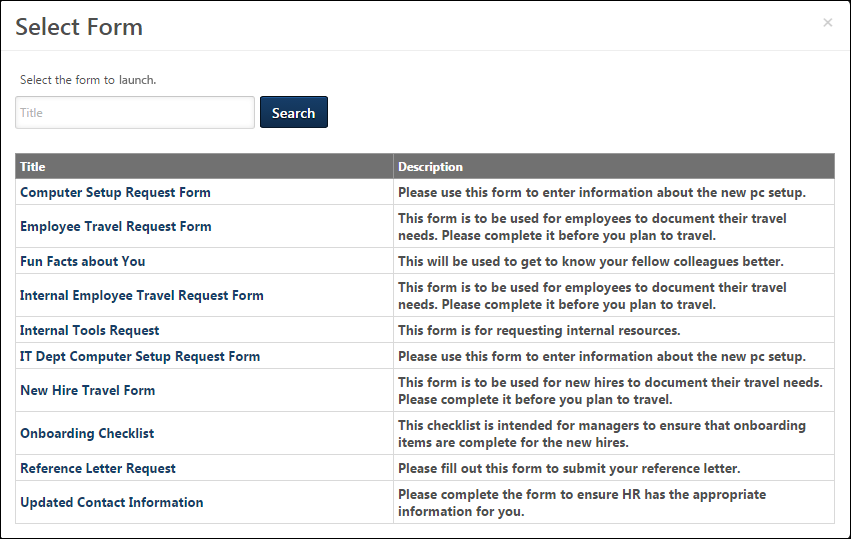 Select Form
×
Select the form to launch.
Title
Search
Title Description
Computer Setup Request Form Please use this form to enter information about the new pc setup.
Employee Travel Request Form This form is to be used for employees to document their travel
needs. Please complete it before you plan to travel.
Fun Facts about You This will be used to get to know your fellow colleagues better.
Internal Employee Travel Request Form This form is to be used for employees to document their travel
needs. Please complete it before you plan to travel.
Internal Tools Request This form is for requesting internal resources.
IT Dept Computer Setup Request Form Please use this form to enter information about the new pc setup.
New Hire Travel Form This form is to be used for new hires to document their travel needs.
Please complete it before you plan to travel.
Onboarding Checklist This checklist is intended for managers to ensure that onboarding
items are complete for the new hires.
Reference Letter Request Please fill out this form to submit your reference letter.
Updated Contact Information Please complete the form to ensure HR has the appropriate
information for you.